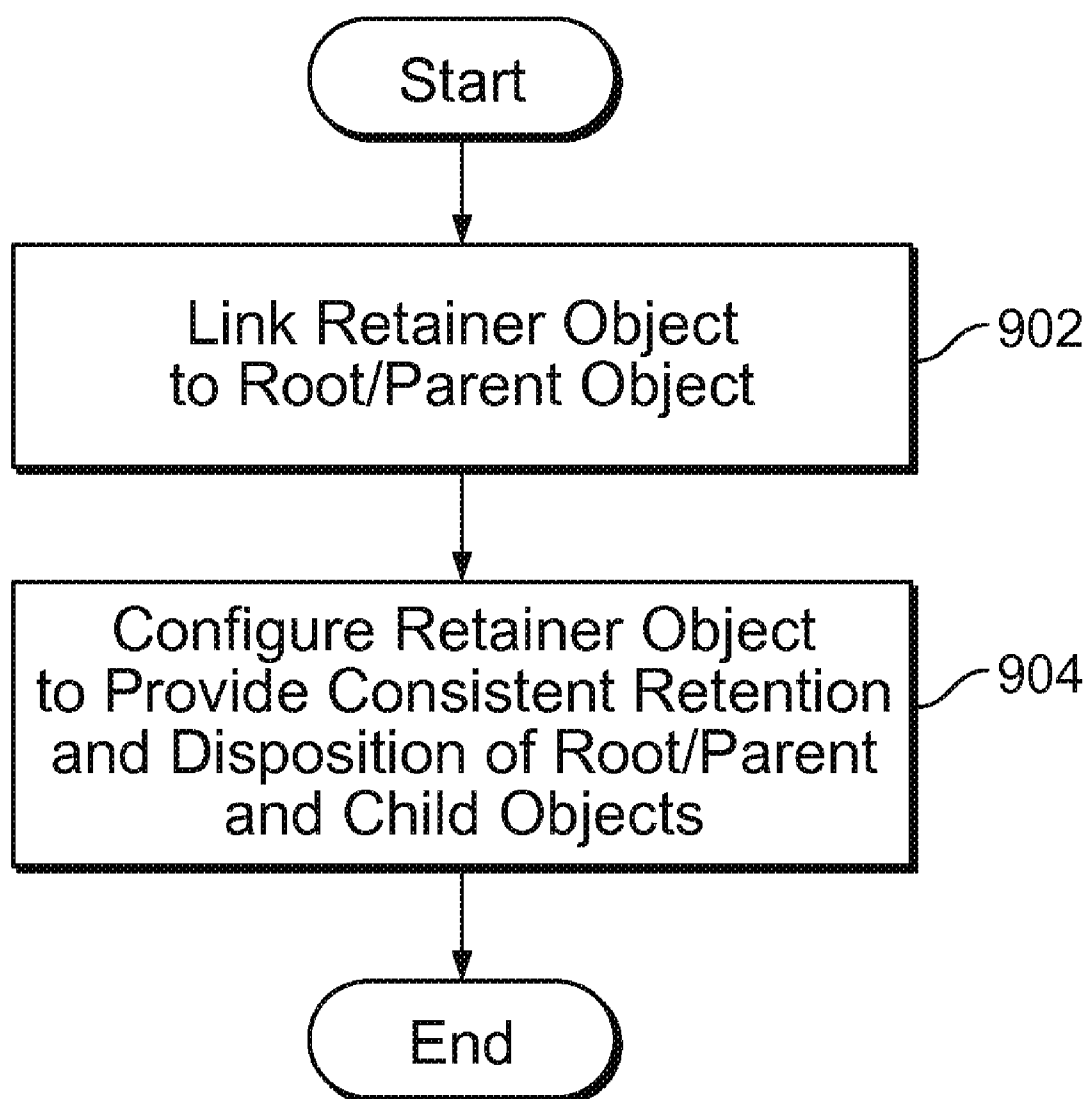 Start
Link Retainer Object
to Root/Parent Object
902
Configure Retainer Object
to Provide Consistent Retention
and Disposition of Root/Parent
and Child Objects
904
End